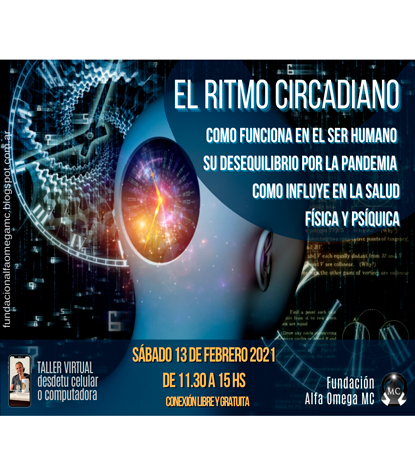 EL RITMO CIRCADIANO
COMO FUNCIONA EN EL SER HUMANO
SU DESEQUILIBRIO POR LA PANDEMIA
COMO INFLUYE EN LA SALUD
FÍSICA Y PSÍQUICA
fundacionalfaomegamc.blogspot.com.ar
SÁBADO 13 DE FEBRERO 2021
DE 11.30 A 15 HS
CONEXIÓN LIBRE Y GRATUITA
TALLER VIRTUAL
desdetu celular
o computadora
Fundación
Alfa Omega MC
MC